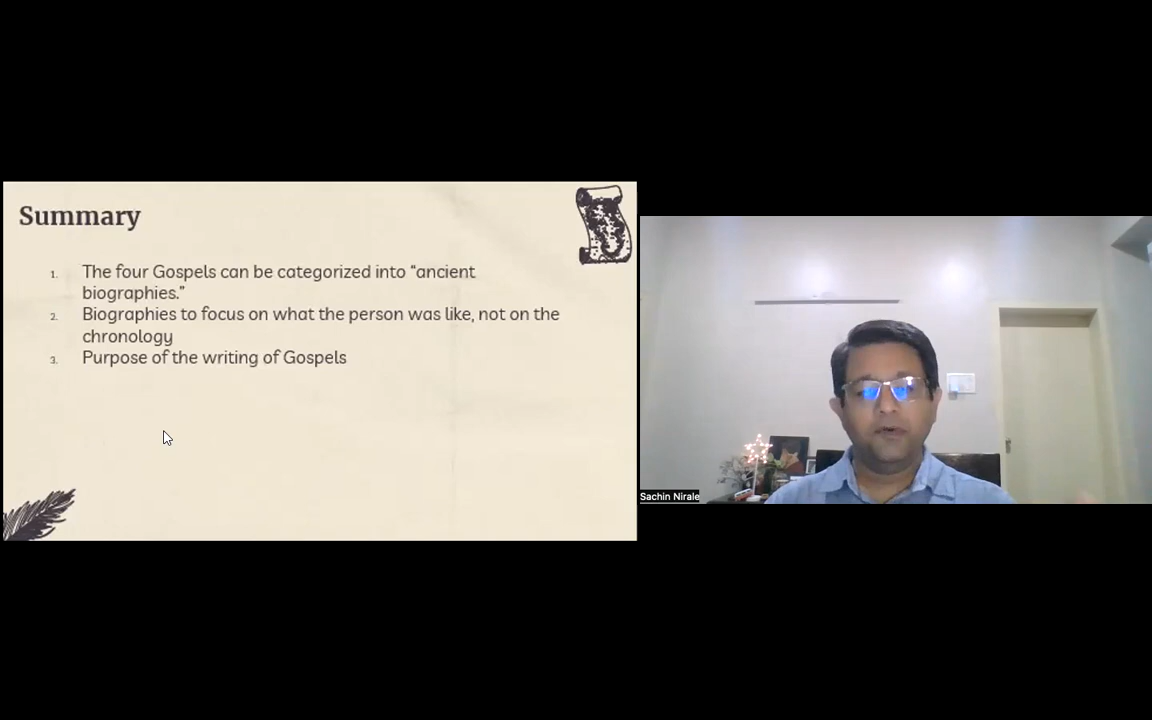 Summary
1. The four Gospels can be categorized into “ancient
biographies.”
2. Biographies to focus on what the person was like, not on the
chronology
3. Purpose of the writing of Gospels
Sachin Nirale